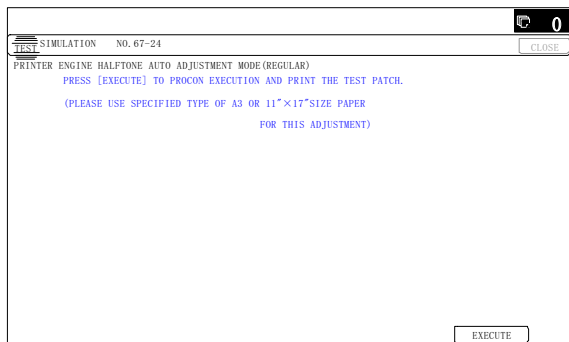 0
TEST SIMULATION NO.67-24 CLOSE
PRINTER ENGINE HALFTONE AUTO ADJUSTMENT MODE(REGULAR)
PRESS [EXECUTE] TO PROCON EXECUTION AND PRINT THE TEST PATCH.
(PLEASE USE SPECIFIED TYPE OF A3 OR 11″×17″SIZE PAPER
FOR THIS ADJUSTMENT)
EXECUTE